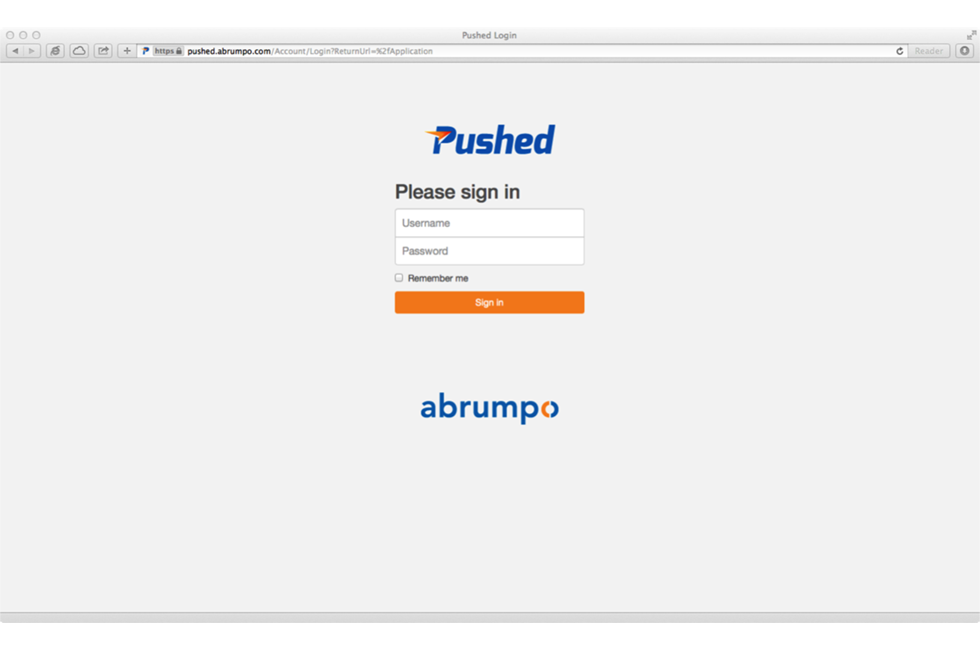 Pushed Login
https pushed.abrumpo.com/Account/Login?ReturnUrl=%2fApplication
Reader
Pushed
Please sign in
Username
Password
Remember me
Sign in
abrumpo